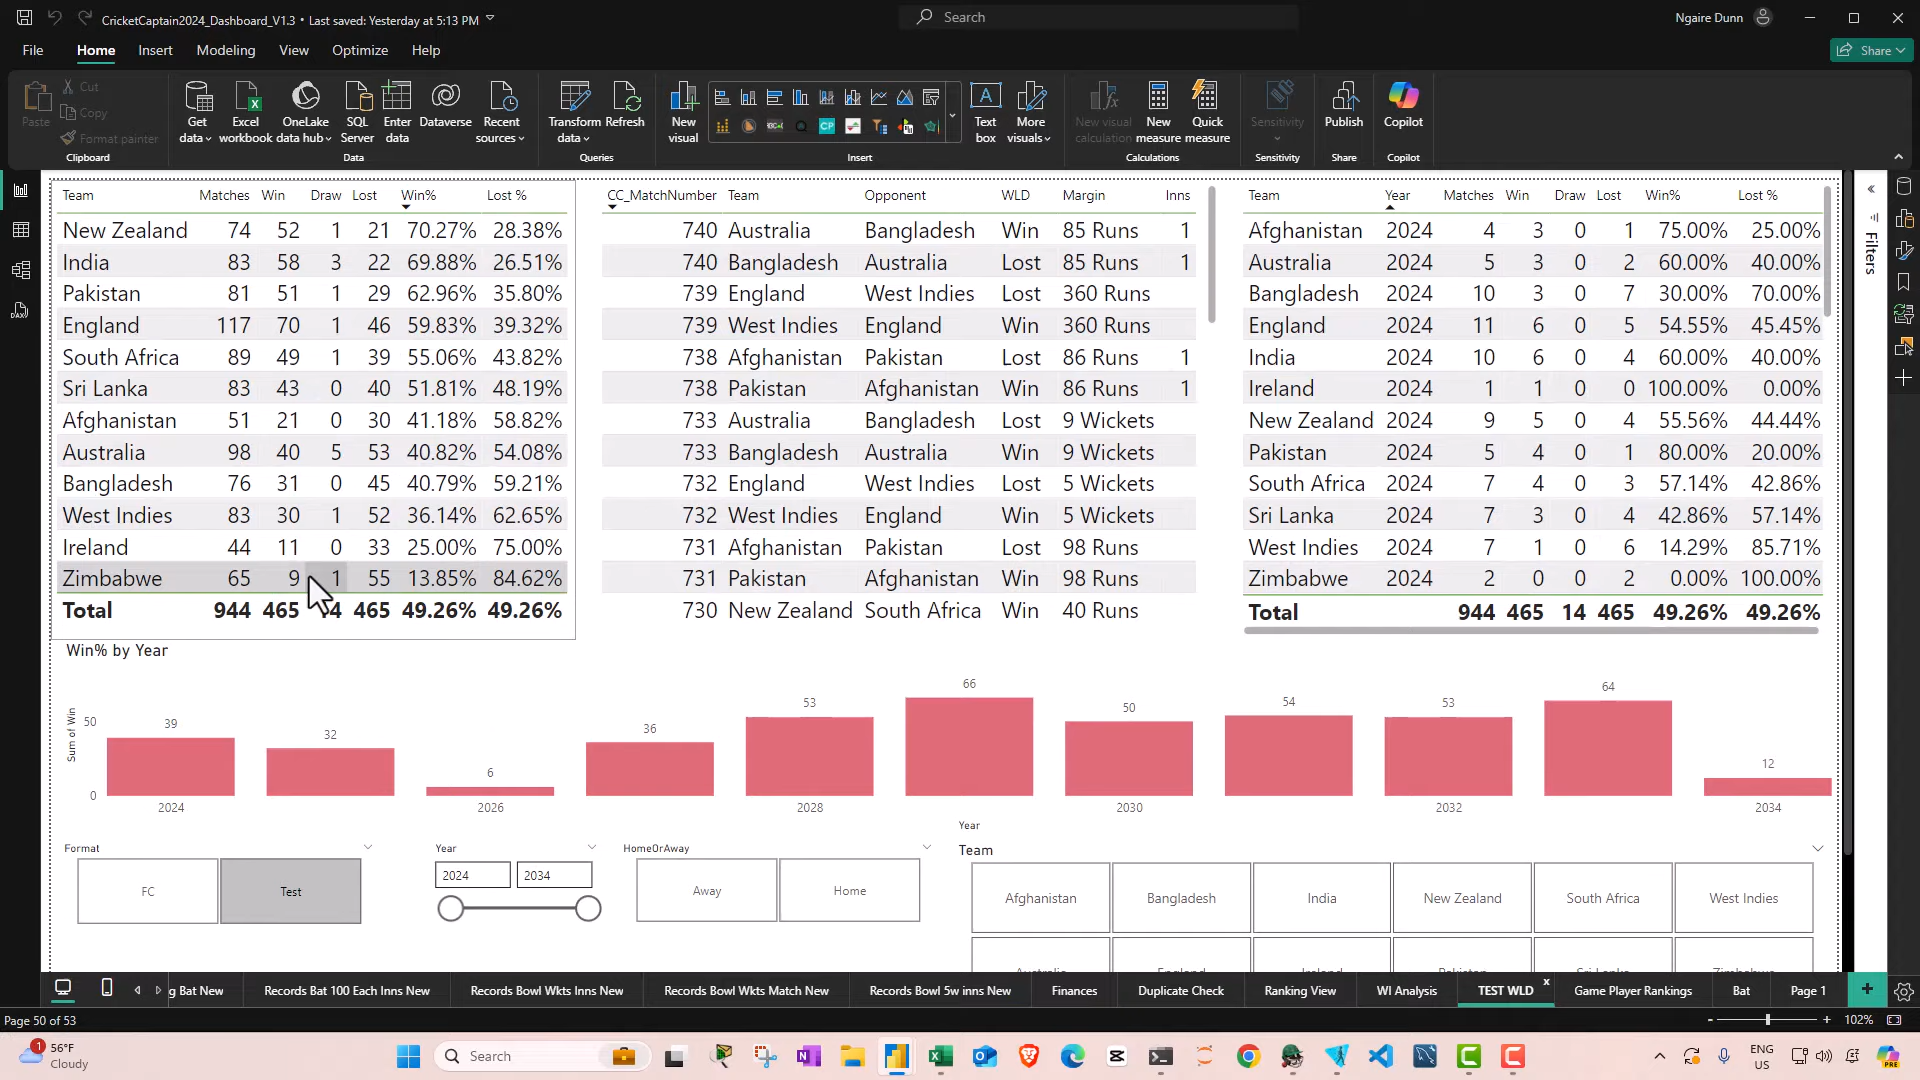 CricketCaptain2024_Dashboard_V1.3 • Last saved: Yesterday at 5:13 PM
Search
Ngaire Dunn
File Home Insert Modeling View Optimize Help
Share
Paste
Cut
Copy
Format painter
Clipboard
Get data
Excel workbook
OneLake data hub
SQL Server
Enter data
Dataverse
Recent sources
Data
Transform data
Refresh
Queries
New visual
Text box
More visuals
Insert
New visual calculation
New measure
Quick measure
Calculations
Sensitivity
Sensitivity
Publish
Share
Copilot
Copilot
Team Matches Win Draw Lost Win% Lost %
New Zealand 74 52 1 21 70.27% 28.38%
India 83 58 3 22 69.88% 26.51%
Pakistan 81 51 1 29 62.96% 35.80%
England 117 70 1 46 59.83% 39.32%
South Africa 89 49 1 39 55.06% 43.82%
Sri Lanka 83 43 0 40 51.81% 48.19%
Afghanistan 51 21 0 30 41.18% 58.82%
Australia 98 40 5 53 40.82% 54.08%
Bangladesh 76 31 0 45 40.79% 59.21%
West Indies 83 30 1 52 36.14% 62.65%
Ireland 44 11 0 33 25.00% 75.00%
Zimbabwe 65 9 1 55 13.85% 84.62%
Total 944 465 4 465 49.26% 49.26%
CC_MatchNumber Team Opponent WLD Margin Inns
740 Australia Bangladesh Win 85 Runs 1
740 Bangladesh Australia Lost 85 Runs 1
739 England West Indies Lost 360 Runs
739 West Indies England Win 360 Runs
738 Afghanistan Pakistan Lost 86 Runs 1
738 Pakistan Afghanistan Win 86 Runs 1
733 Australia Bangladesh Lost 9 Wickets
733 Bangladesh Australia Win 9 Wickets
732 England West Indies Lost 5 Wickets
732 West Indies England Win 5 Wickets
731 Afghanistan Pakistan Lost 98 Runs
731 Pakistan Afghanistan Win 98 Runs
730 New Zealand South Africa Win 40 Runs
Team Year Matches Win Draw Lost Win% Lost %
Afghanistan 2024 4 3 0 1 75.00% 25.00%
Australia 2024 5 3 0 2 60.00% 40.00%
Bangladesh 2024 10 3 0 7 30.00% 70.00%
England 2024 11 6 0 5 54.55% 45.45%
India 2024 10 6 0 4 60.00% 40.00%
Ireland 2024 1 1 0 0 100.00% 0.00%
New Zealand 2024 9 5 0 4 55.56% 44.44%
Pakistan 2024 5 4 0 1 80.00% 20.00%
South Africa 2024 7 4 0 3 57.14% 42.86%
Sri Lanka 2024 7 3 0 4 42.86% 57.14%
West Indies 2024 7 1 0 6 14.29% 85.71%
Zimbabwe 2024 2 0 0 2 0.00% 100.00%
Total 944 465 14 465 49.26% 49.26%
Filters
Win% by Year
Sum of Win
50
0
39 32 6 36 53 66 50 54 53 64 12
2024 2026 2028 2030 2032 2034
Year
Format
FC Test
Year
2024 2034
HomeOrAway
Away Home
Team
Afghanistan Bangladesh India New Zealand South Africa West Indies
Australia England Ireland Pakistan Sri Lanka Zimbabwe
g Bat New Records Bat 100 Each Inns New Records Bowl Wkts Inns New Records Bowl Wkts Match New Records Bowl 5w inns New Finances Duplicate Check Ranking View WI Analysis TEST WLD Game Player Rankings Bat Page 1
Page 50 of 53
102%
1
56°F
Cloudy
Search
ENG
US